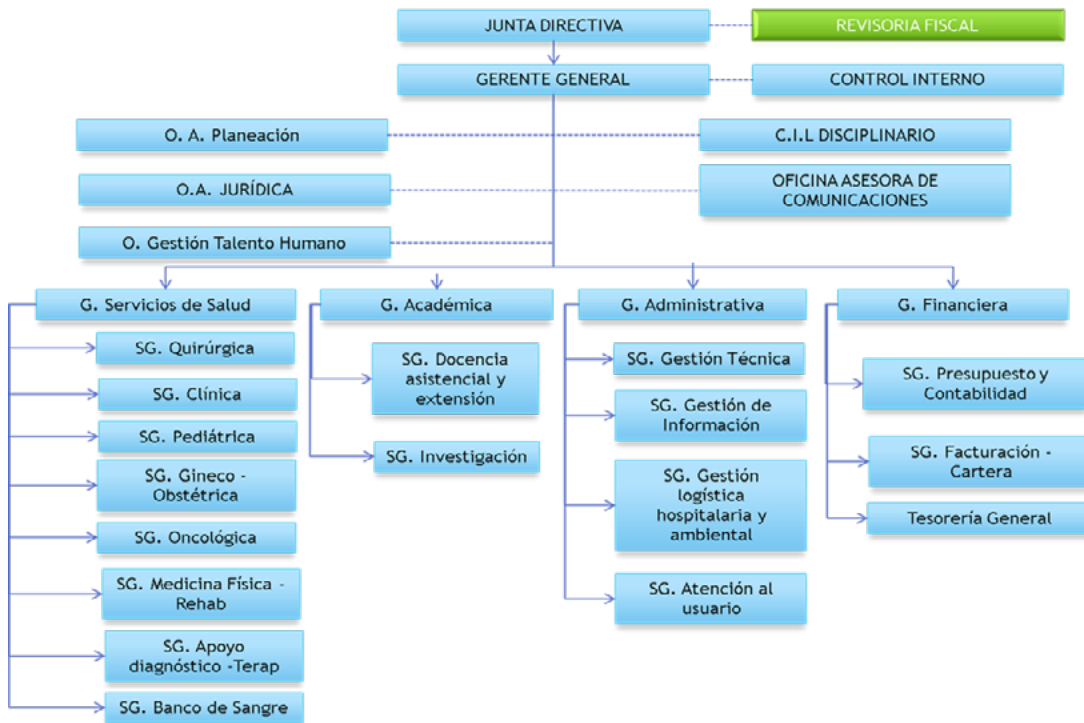 JUNTA DIRECTIVA
REVISORIA FISCAL
GERENTE GENERAL
CONTROL INTERNO
O. A. Planeación
C.I.L DISCIPLINARIO
O.A. JURÍDICA
OFICINA ASESORA DE
COMUNICACIONES
O. Gestión Talento Humano
G. Servicios de Salud
SG. Quirúrgica
SG. Clínica
SG. Pediátrica
SG. Gineco -
Obstétrica
SG. Oncológica
SG. Medicina Física -
Rehab
SG. Apoyo
diagnóstico -Terap
SG. Banco de Sangre
G. Académica
SG. Docencia
asistencial y
extensión
SG. Investigación
G. Administrativa
SG. Gestión Técnica
SG. Gestión de
Información
SG. Gestión
logística
hospitalaria y
ambiental
SG. Atención al
usuario
G. Financiera
SG. Presupuesto y
Contabilidad
SG. Facturación -
Cartera
Tesorería General